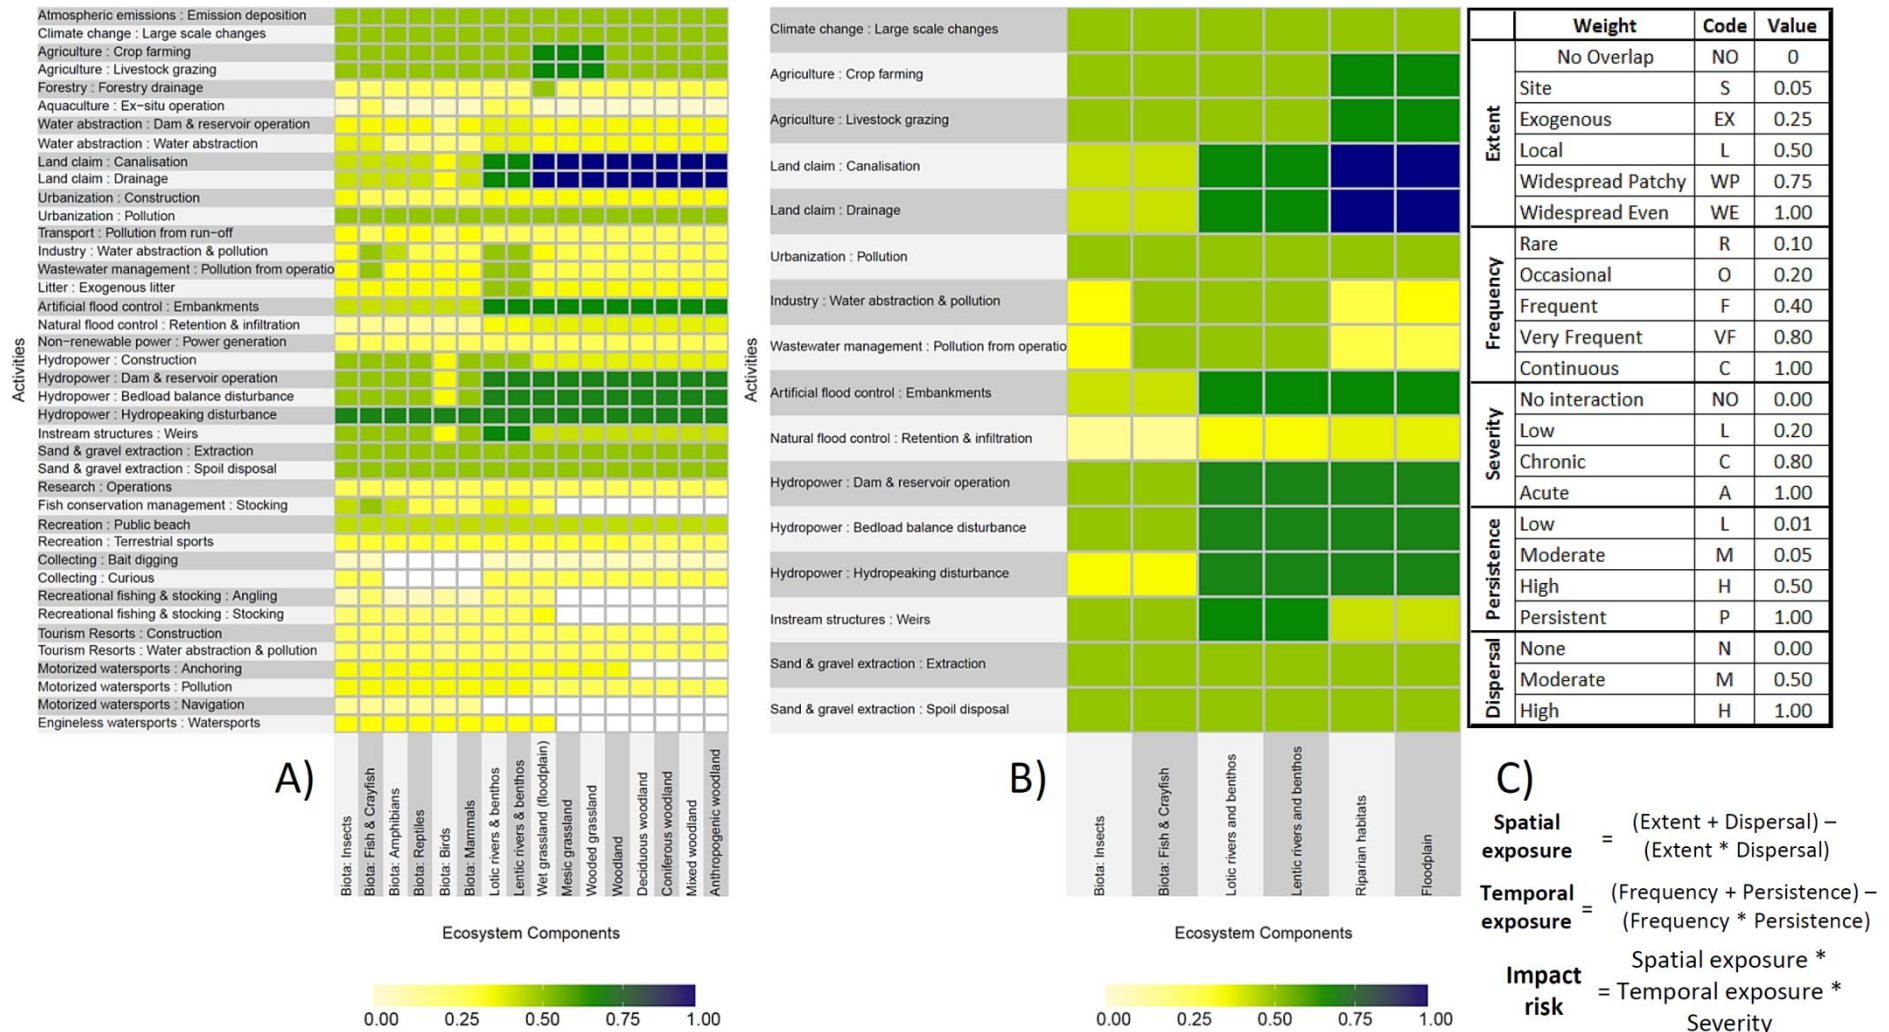 Atmospheric emissions : Emission deposition
Climate change : Large scale changes
Agriculture : Crop farming
Agriculture : Livestock grazing
Forestry : Forestry drainage
Aquaculture : Ex−situ operation
Water abstraction : Dam & reservoir operation
Water abstraction : Water abstraction
Land claim : Canalisation
Land claim : Drainage
Urbanization : Construction
Urbanization : Pollution
Transport : Pollution from run−off
Industry : Water abstraction & pollution
Wastewater management : Pollution from operatio
Litter : Exogenous litter
Artificial flood control : Embankments
Natural flood control : Retention & infiltration
Non−renewable power : Power generation
Hydropower : Construction
Hydropower : Dam & reservoir operation
Hydropower : Bedload balance disturbance
Hydropower : Hydropeaking disturbance
Instream structures : Weirs
Sand & gravel extraction : Extraction
Sand & gravel extraction : Spoil disposal
Research : Operations
Fish conservation management : Stocking
Recreation : Public beach
Recreation : Terrestrial sports
Collecting : Bait digging
Collecting : Curious
Recreational fishing & stocking : Angling
Recreational fishing & stocking : Stocking
Tourism Resorts : Construction
Tourism Resorts : Water abstraction & pollution
Motorized watersports : Anchoring
Motorized watersports : Pollution
Motorized watersports : Navigation
Engineless watersports : Watersports
Activities
A)
Biota: Insects
Biota: Fish & Crayfish
Biota: Amphibians
Biota: Reptiles
Biota: Birds
Biota: Mammals
Lotic rivers & benthos
Lentic rivers & benthos
Wet grassland (floodplain)
Mesic grassland
Wooded grassland
Woodland
Deciduous woodland
Coniferous woodland
Mixed woodland
Anthropogenic woodland
Ecosystem Components
0.00 0.25 0.50 0.75 1.00
Climate change : Large scale changes
Agriculture : Crop farming
Agriculture : Livestock grazing
Land claim : Canalisation
Land claim : Drainage
Urbanization : Pollution
Industry : Water abstraction & pollution
Wastewater management : Pollution from operatio
Artificial flood control : Embankments
Natural flood control : Retention & infiltration
Hydropower : Dam & reservoir operation
Hydropower : Bedload balance disturbance
Hydropower : Hydropeaking disturbance
Instream structures : Weirs
Sand & gravel extraction : Extraction
Sand & gravel extraction : Spoil disposal
Activities
B)
Biota: Insects
Biota: Fish & Crayfish
Lotic rivers and benthos
Lentic rivers and benthos
Riparian habitats
Floodplain
Ecosystem Components
0.00 0.25 0.50 0.75 1.00
Weight Code Value
Extent
No Overlap NO 0
Site S 0.05
Exogenous EX 0.25
Local L 0.50
Widespread Patchy WP 0.75
Widespread Even WE 1.00
Frequency
Rare R 0.10
Occasional O 0.20
Frequent F 0.40
Very Frequent VF 0.80
Continuous C 1.00
Severity
No interaction NO 0.00
Low L 0.20
Chronic C 0.80
Acute A 1.00
Persistence
Low L 0.01
Moderate M 0.05
High H 0.50
Persistent P 1.00
Dispersal
None N 0.00
Moderate M 0.50
High H 1.00
C)
Spatial exposure = (Extent + Dispersal) –
(Extent * Dispersal)
Temporal exposure = (Frequency + Persistence) –
(Frequency * Persistence)
Impact risk = Spatial exposure *
Temporal exposure *
Severity